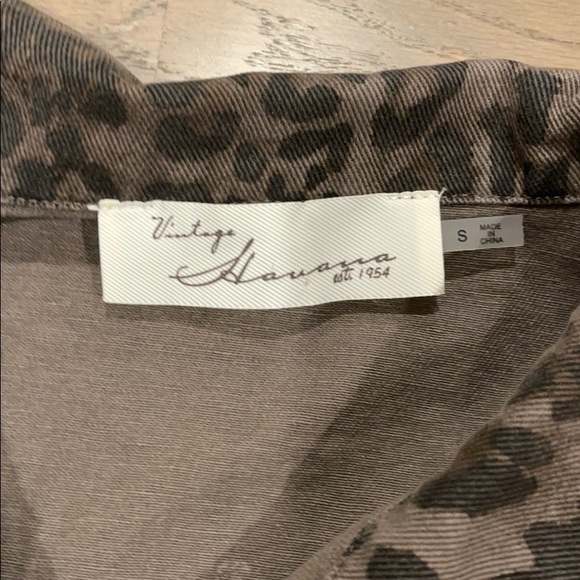 Vintage
Havana
est. 1954
S
MADE
IN
CHINA